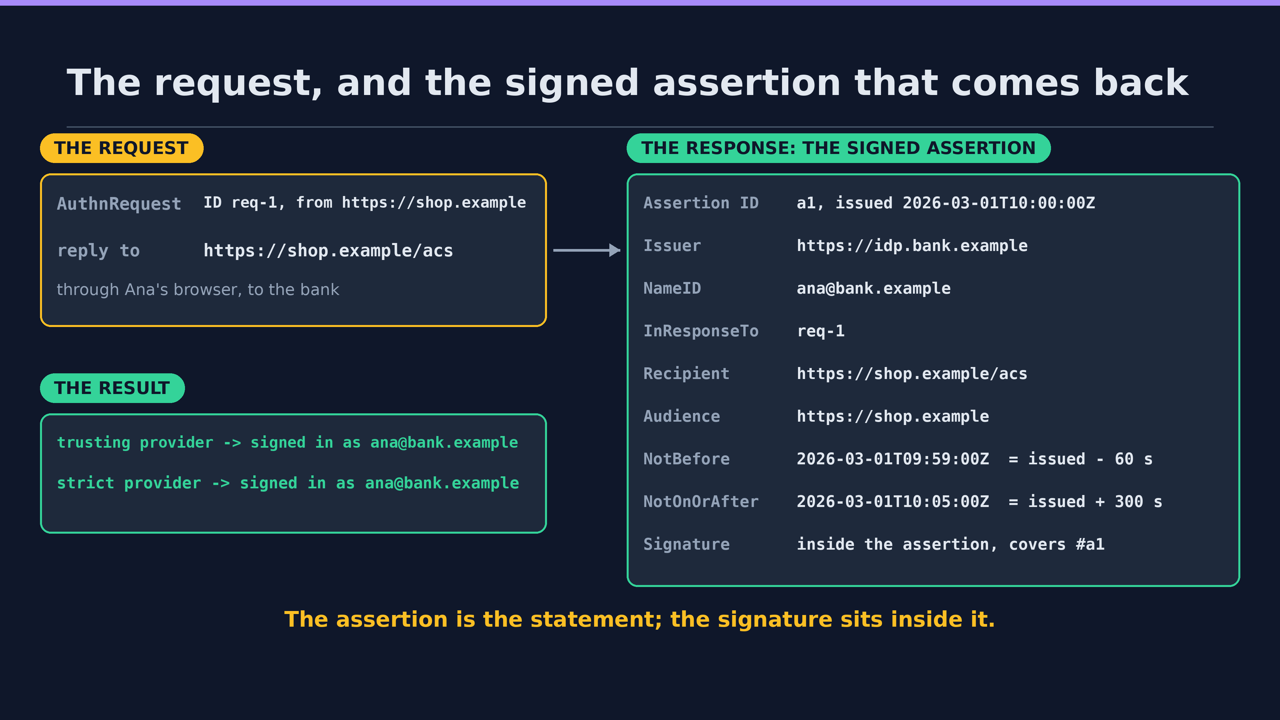 The request, and the signed assertion that comes back
THE REQUEST
AuthnRequest ID req-1, from https://shop.example
reply to https://shop.example/acs
through Ana's browser, to the bank
THE RESULT
trusting provider -> signed in as ana@bank.example
strict provider -> signed in as ana@bank.example
THE RESPONSE: THE SIGNED ASSERTION
Assertion ID a1, issued 2026-03-01T10:00:00Z
Issuer https://idp.bank.example
NameID ana@bank.example
InResponseTo req-1
Recipient https://shop.example/acs
Audience https://shop.example
NotBefore 2026-03-01T09:59:00Z = issued - 60 s
NotOnOrAfter 2026-03-01T10:05:00Z = issued + 300 s
Signature inside the assertion, covers #a1
The assertion is the statement; the signature sits inside it.